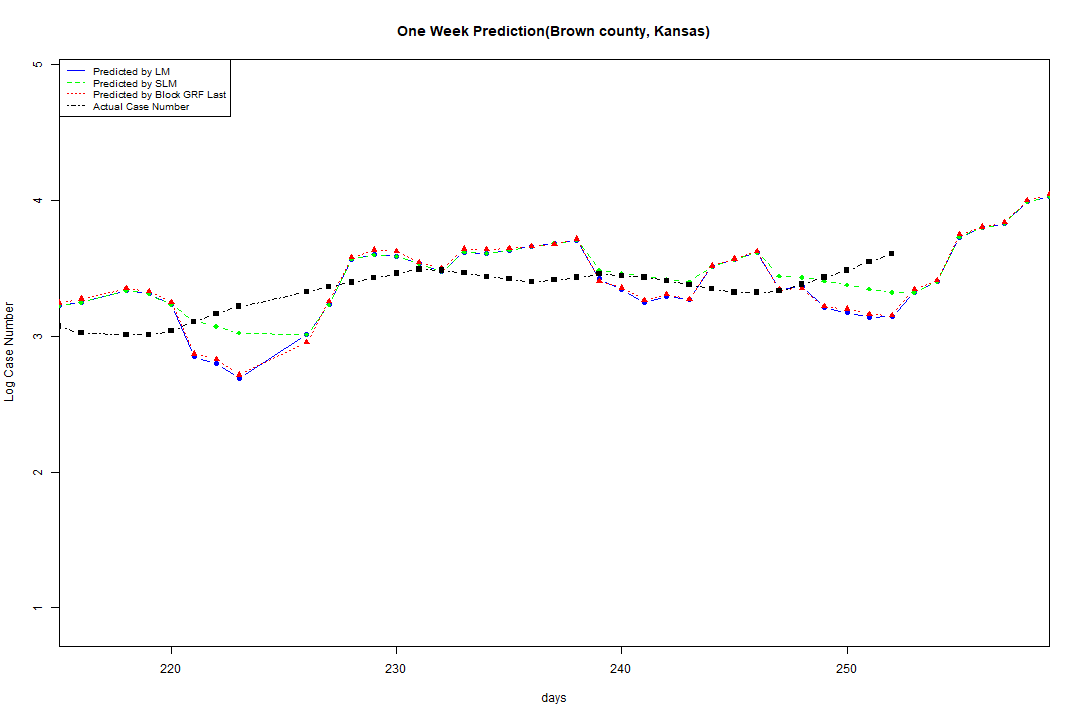 One Week Prediction(Brown county, Kansas)
Predicted by LM
Predicted by SLM
Predicted by Block GRF Last
Actual Case Number
5
4
3
2
1
Log Case Number
220 230 240 250
days